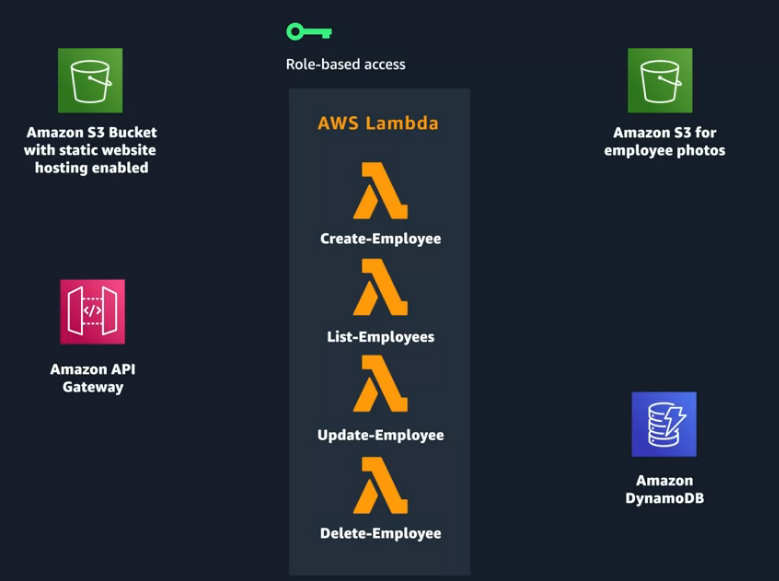 Role-based access
Amazon S3 Bucket
with static website
hosting enabled
AWS Lambda
Create-Employee
List-Employees
Update-Employee
Delete-Employee
Amazon API
Gateway
Amazon S3 for
employee photos
Amazon
DynamoDB